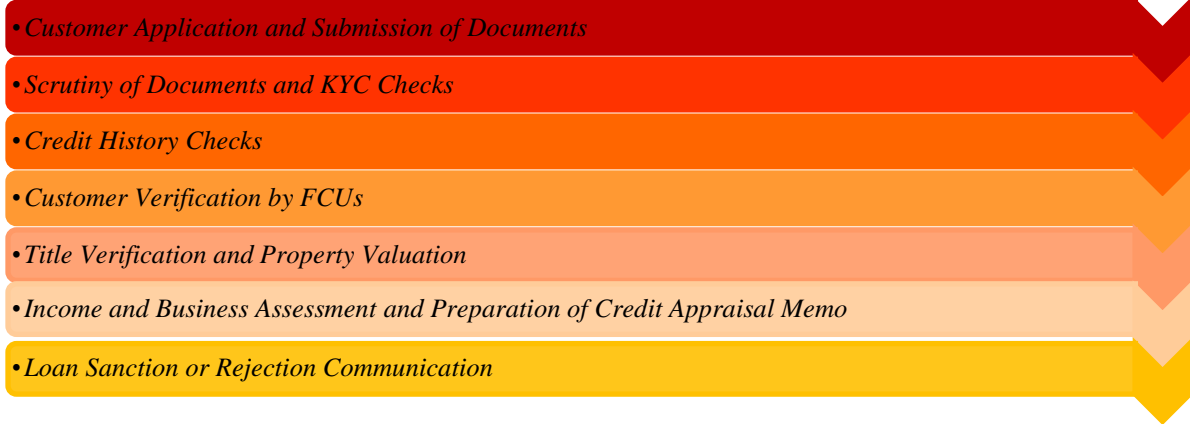 •Customer Application and Submission of Documents
•Scrutiny of Documents and KYC Checks
•Credit History Checks
•Customer Verification by FCUs
•Title Verification and Property Valuation
•Income and Business Assessment and Preparation of Credit Appraisal Memo
•Loan Sanction or Rejection Communication